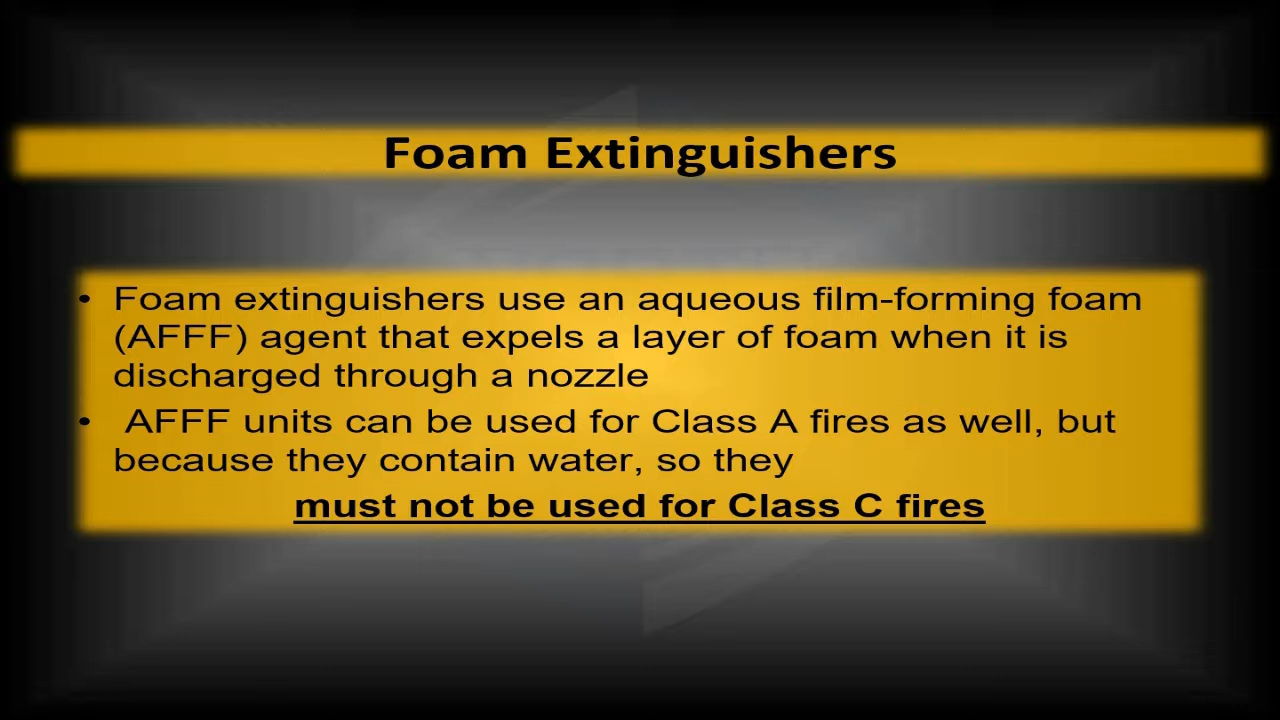 Foam Extinguishers
• Foam extinguishers use an aqueous film-forming foam
(AFFF) agent that expels a layer of foam when it is
discharged through a nozzle
• AFFF units can be used for Class A fires as well, but
because they contain water, so they
must not be used for Class C fires